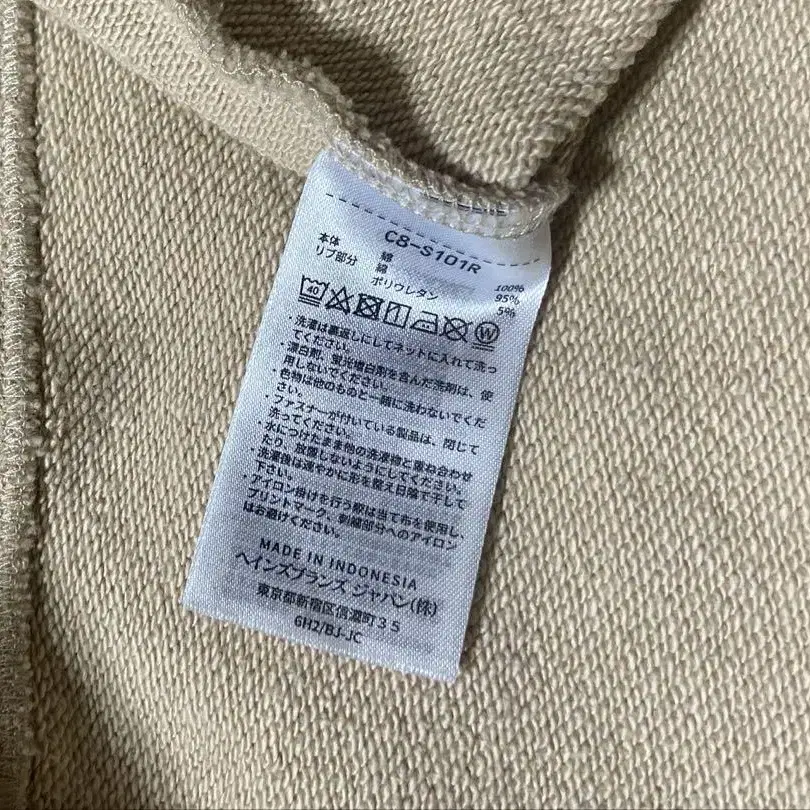 C8-S101R
本体 綿 100%
リブ部分 綿 95%
ポリウレタン 5%
40 W
・洗濯は裏返しにしてネットに入れて洗っ
てください。
・漂白剤、蛍光増白剤を含んだ洗剤は、使
用しないでください。
・色物は他のものと一緒に洗わないでくだ
さい。
・ファスナーが付いている製品は、閉じて
洗ってください。
・水につけたまま他の洗濯物と重ね合わせ
たり、放置しないようにしてください。
・洗濯後は速やかに形を整え日陰で干して
下さい。
・アイロン掛けを行う際は当て布を使用し、
プリントマーク、刺繍部分へのアイロン
はお避けください。
MADE IN INDONESIA
ヘインズブランズ ジャパン(株)
東京都新宿区信濃町35
6H2/BJ-JC